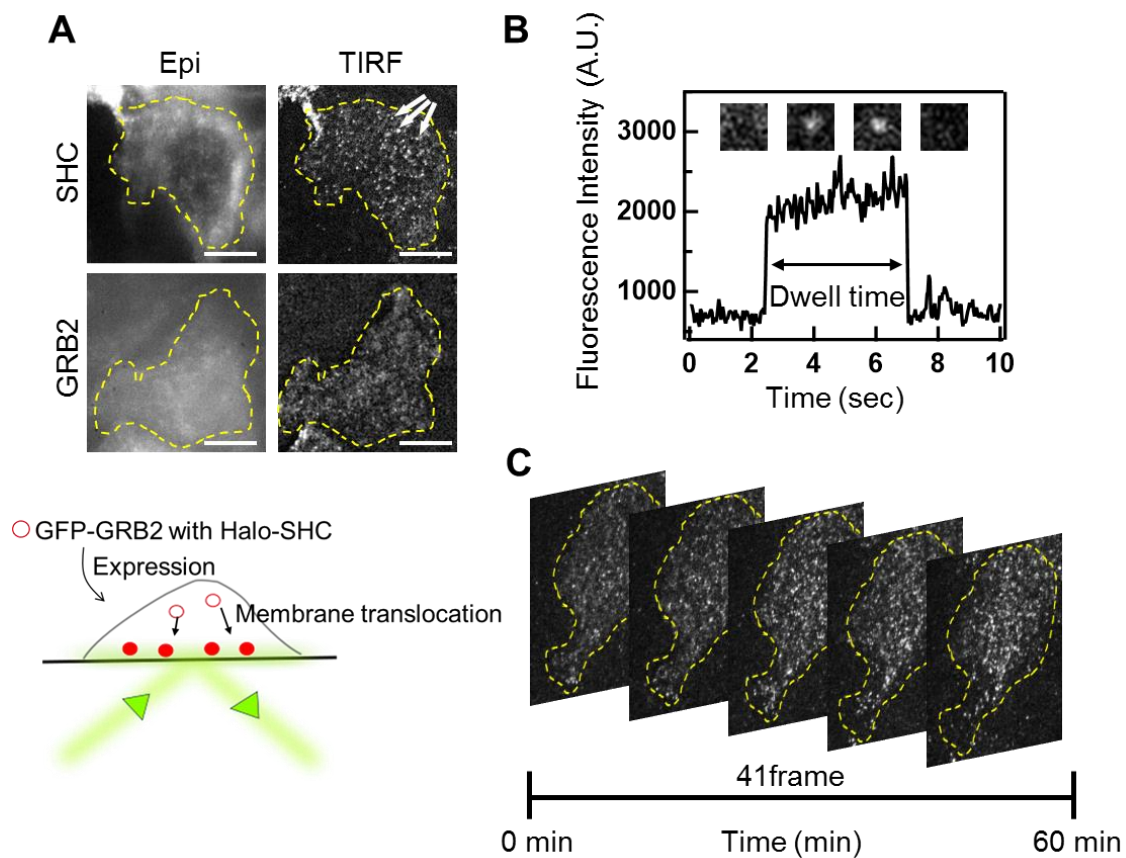 A
Epi
TIRF
SHC
GRB2
GFP-GRB2 with Halo-SHC
Expression
Membrane translocation
B
Fluorescence Intensity (A.U.)
3000
2000
1000
Dwell time
0 2 4 6 8 10
Time (sec)
C
41frame
0 min
Time (min)
60 min